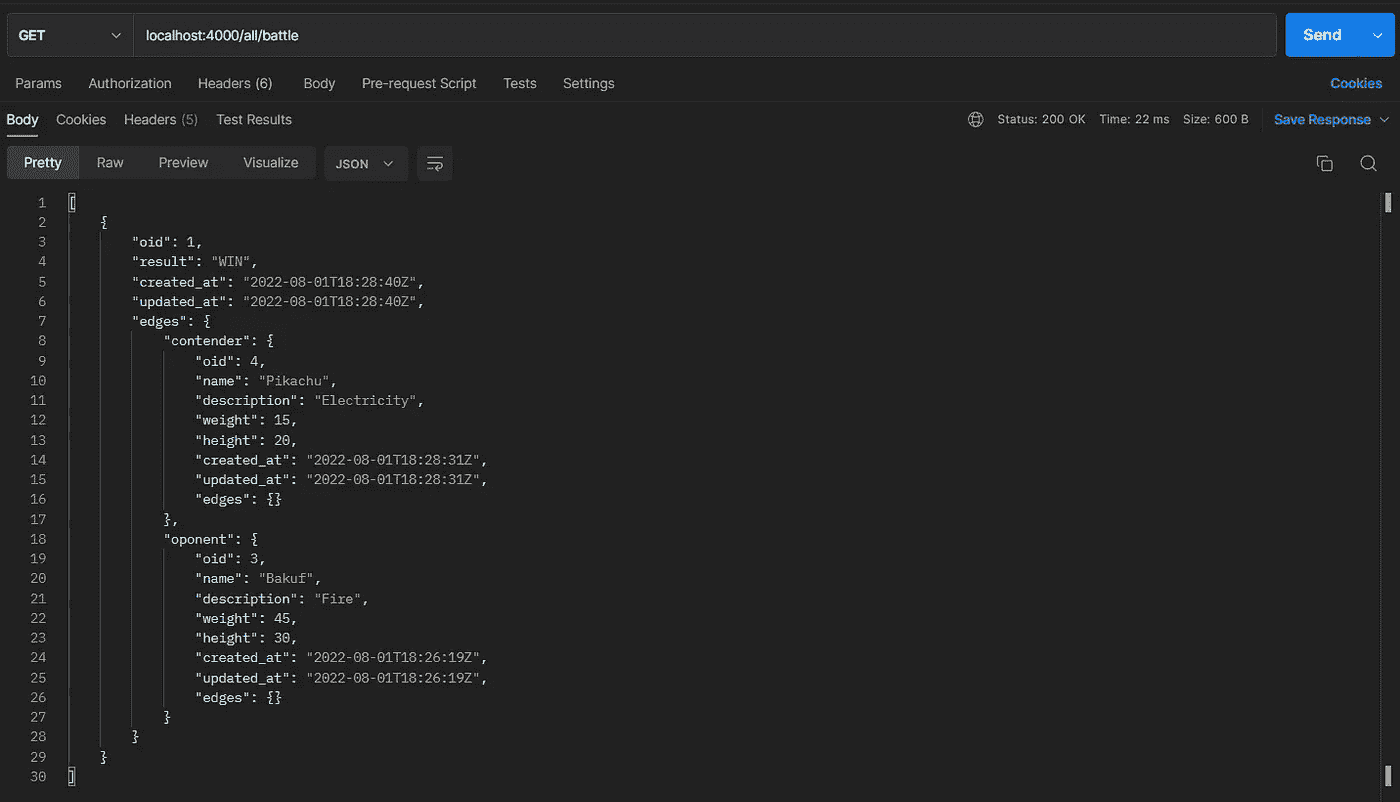 GET localhost:4000/all/battle Send
Params Authorization Headers (6) Body Pre-request Script Tests Settings Cookies
Body Cookies Headers (5) Test Results Status: 200 OK Time: 22 ms Size: 600 B Save Response
Pretty Raw Preview Visualize JSON
1 [
2 {
3 "oid": 1,
4 "result": "WIN",
5 "created_at": "2022-08-01T18:28:40Z",
6 "updated_at": "2022-08-01T18:28:40Z",
7 "edges": {
8 "contender": {
9 "oid": 4,
10 "name": "Pikachu",
11 "description": "Electricity",
12 "weight": 15,
13 "height": 20,
14 "created_at": "2022-08-01T18:28:31Z",
15 "updated_at": "2022-08-01T18:28:31Z",
16 "edges": {}
17 },
18 "oponent": {
19 "oid": 3,
20 "name": "Bakuf",
21 "description": "Fire",
22 "weight": 45,
23 "height": 30,
24 "created_at": "2022-08-01T18:26:19Z",
25 "updated_at": "2022-08-01T18:26:19Z",
26 "edges": {}
27 }
28 }
29 }
30 ]